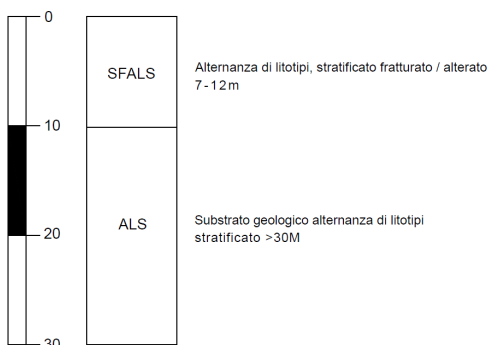 0
SFALS
Alternanza di litotipi, stratificato fratturato / alterato
7-12m
10
ALS
Substrato geologico alternanza di litotipi
stratificato >30M
20
30